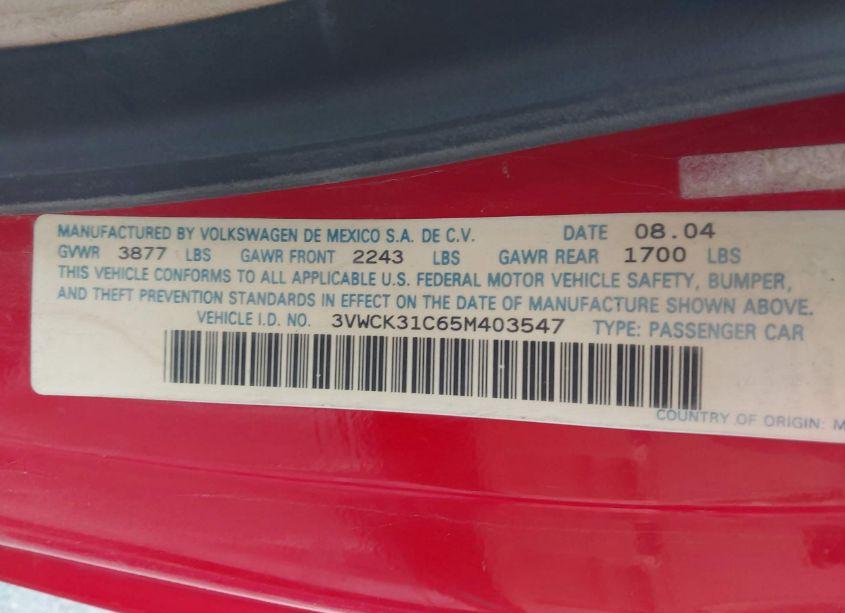 MANUFACTURED BY VOLKSWAGEN DE MEXICO S.A. DE C.V. DATE 08.04
GVWR 3877 LBS GAWR FRONT 2243 LBS GAWR REAR 1700 LBS
THIS VEHICLE CONFORMS TO ALL APPLICABLE U.S. FEDERAL MOTOR VEHICLE SAFETY, BUMPER,
AND THEFT PREVENTION STANDARDS IN EFFECT ON THE DATE OF MANUFACTURE SHOWN ABOVE.
VEHICLE I.D. NO. 3VWCK31C65M403547 TYPE: PASSENGER CAR
COUNTRY OF ORIGIN: M